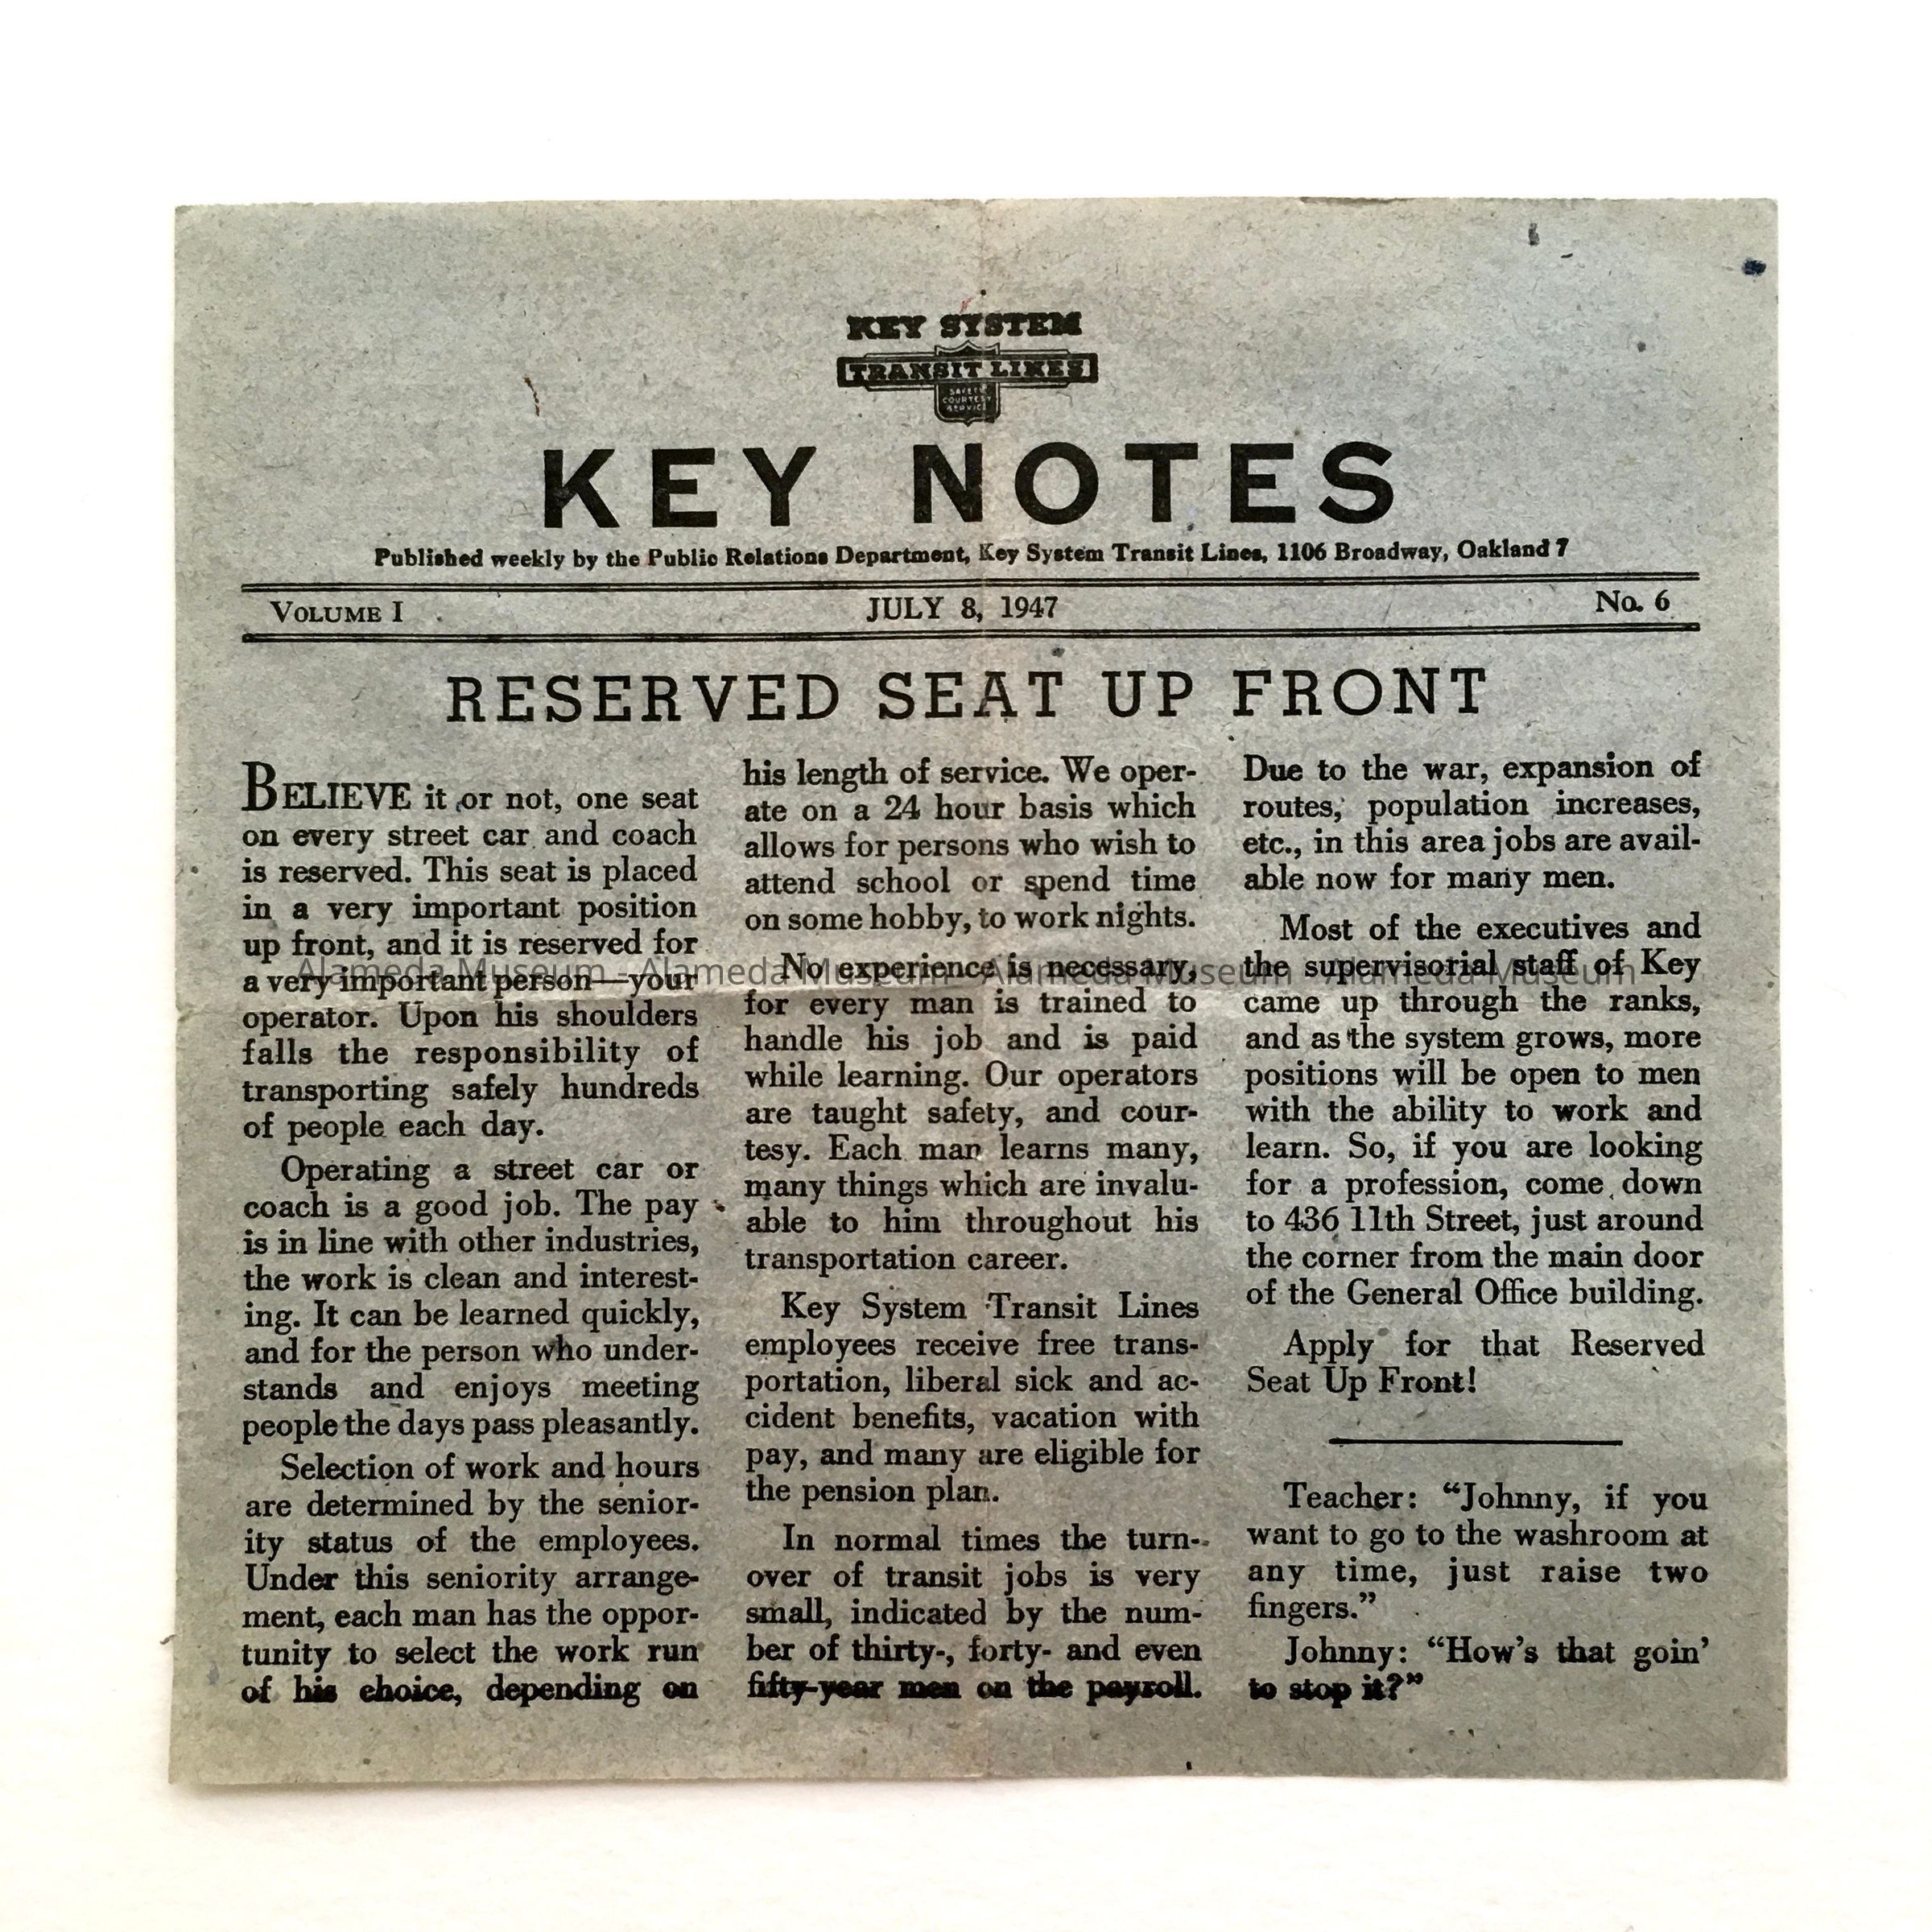 KEY SYSTEM
TRANSIT LINES
SAFETY
COURTESY
SERVICE
KEY NOTES
Published weekly by the Public Relations Department, Key System Transit Lines, 1106 Broadway, Oakland 7
VOLUME I JULY 8, 1947 No. 6
RESERVED SEAT UP FRONT
BELIEVE it or not, one seat
on every street car and coach
is reserved. This seat is placed
in a very important position
up front, and it is reserved for
a very important person—your
operator. Upon his shoulders
falls the responsibility of
transporting safely hundreds
of people each day.
Operating a street car or
coach is a good job. The pay
is in line with other industries,
the work is clean and interest-
ing. It can be learned quickly,
and for the person who under-
stands and enjoys meeting
people the days pass pleasantly.
Selection of work and hours
are determined by the senior-
ity status of the employees.
Under this seniority arrange-
ment, each man has the oppor-
tunity to select the work run
of his choice, depending on
his length of service. We oper-
ate on a 24 hour basis which
allows for persons who wish to
attend school or spend time
on some hobby, to work nights.
No experience is necessary,
for every man is trained to
handle his job and is paid
while learning. Our operators
are taught safety, and cour-
tesy. Each man learns many,
many things which are invalu-
able to him throughout his
transportation career.
Key System Transit Lines
employees receive free trans-
portation, liberal sick and ac-
cident benefits, vacation with
pay, and many are eligible for
the pension plan.
In normal times the turn-
over of transit jobs is very
small, indicated by the num-
ber of thirty-, forty- and even
fifty-year men on the payroll.
Due to the war, expansion of
routes, population increases,
etc., in this area jobs are avail-
able now for many men.
Most of the executives and
the supervisorial staff of Key
came up through the ranks,
and as the system grows, more
positions will be open to men
with the ability to work and
learn. So, if you are looking
for a profession, come down
to 436 11th Street, just around
the corner from the main door
of the General Office building.
Apply for that Reserved
Seat Up Front!
Teacher: “Johnny, if you
want to go to the washroom at
any time, just raise two
fingers.”
Johnny: “How's that goin'
to stop it?”
Alameda Museum - Alameda Museum - Alameda Museum - Alameda Museum